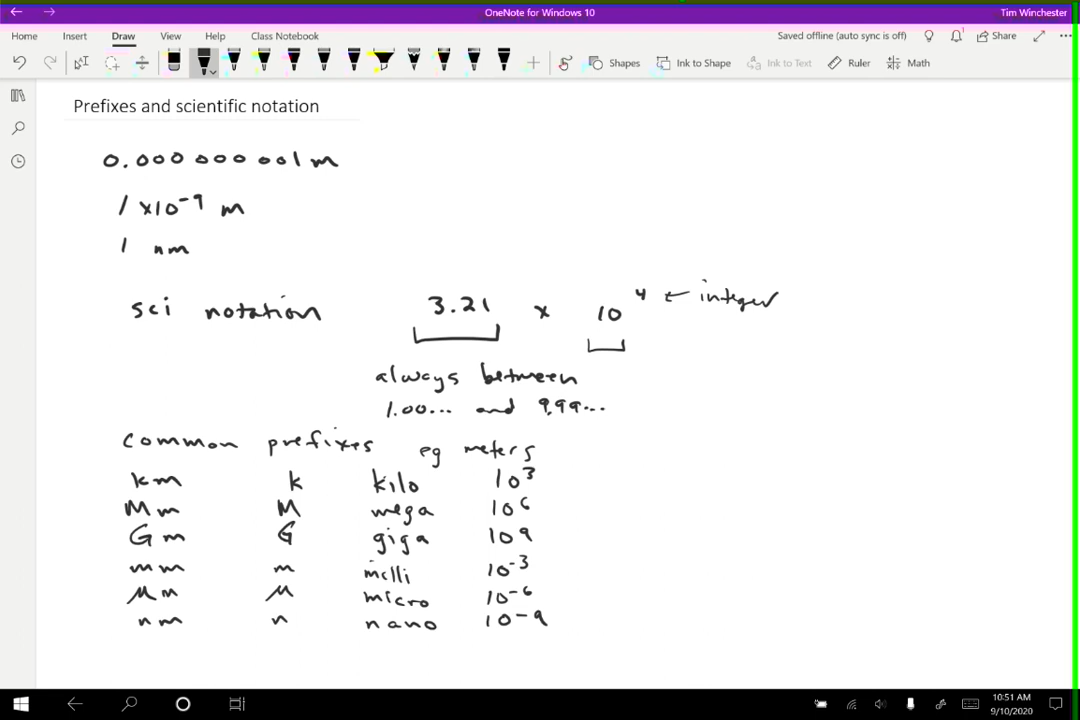 OneNote for Windows 10
Tim Winchester
Home Insert Draw View Help Class Notebook
Saved offline (auto sync is off) Share
Shapes Ink to Shape Ink to Text Ruler Math
Prefixes and scientific notation
0.000 000 001 m
1 x10⁻⁹ m
1 nm
sci notation 3.21 x 10⁴ ← integer
always between
1.00... and 9.99...
common prefixes eg meters
km k kilo 10³
Mm M mega 10⁶
Gm G giga 10⁹
mm m milli 10⁻³
μm μ micro 10⁻⁶
nm n nano 10⁻⁹
10:51 AM
9/10/2020